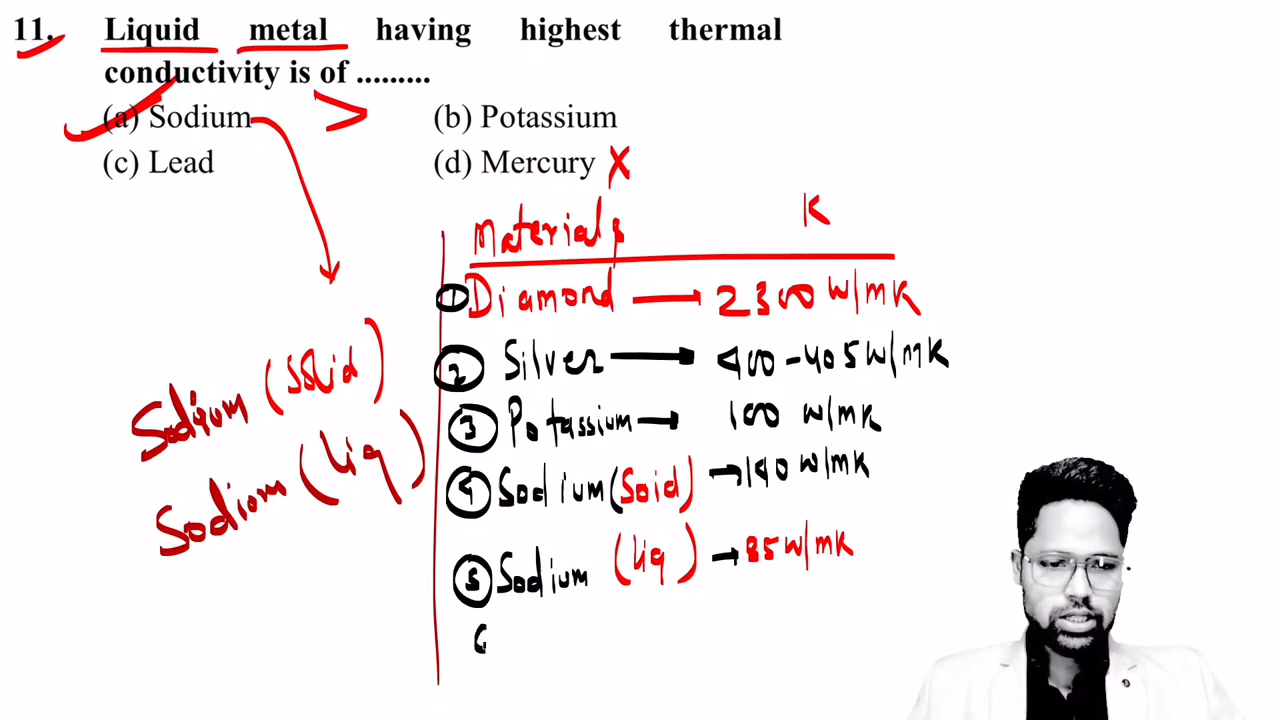 11. Liquid metal having highest thermal
conductivity is of .........
(a) Sodium > (b) Potassium
(c) Lead (d) Mercury X
Materials K
① Diamond → 2300 W/mK
② Silver → 400-405 W/mK
③ Potassium → 100 W/mK
④ Sodium (Soid) → 140 W/mK
⑤ Sodium (liq) → 85 W/mK
6
Sodium (Solid)
Sodium (liq)